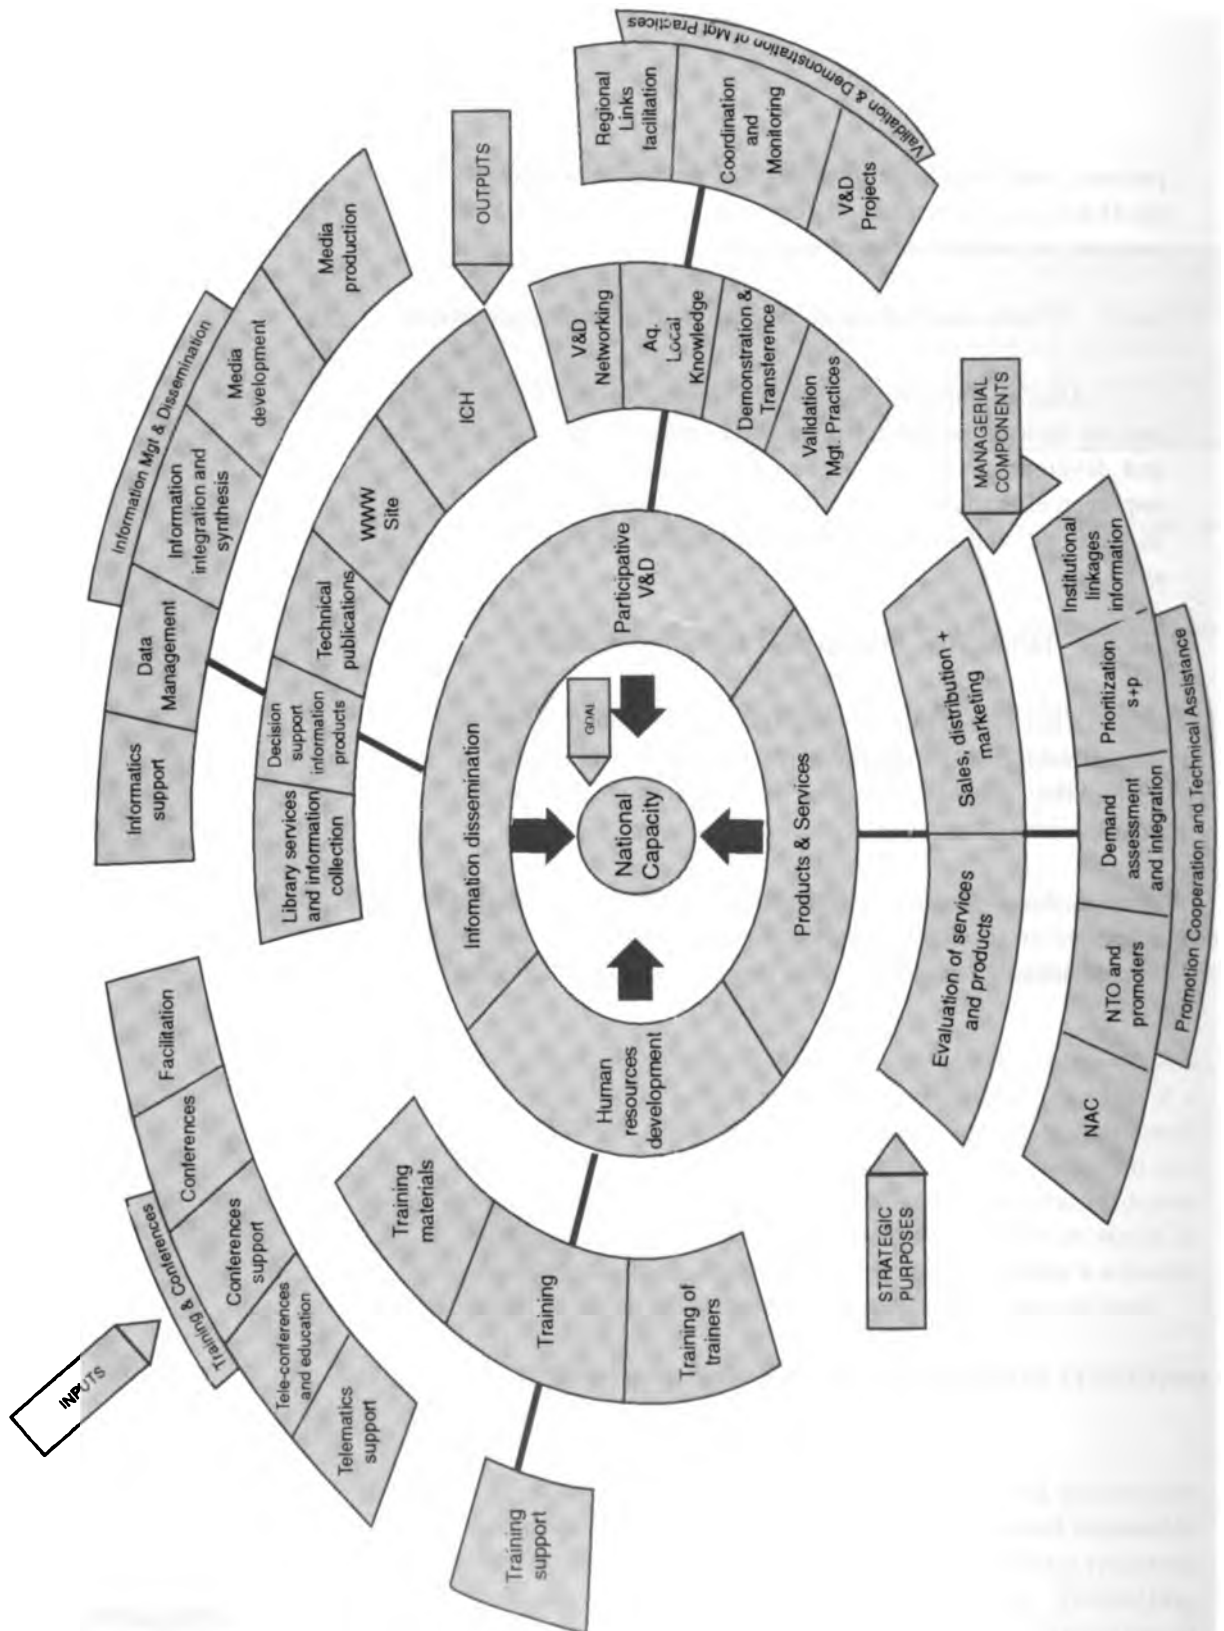 INPUTS
Training & Conferences
Facilitation
Conferences
Conferences
support
Tele-conferences
and education
Telematics
support
Training
support
Training
materials
Training
Training of
trainers
Information Mgt & Dissemination
Informatics
support
Data
Management
Information
integration and
synthesis
Media
development
Media
production
OUTPUTS
Library services
and information
collection
Decision
support
information
products
Technical
publications
WWW
Site
ICH
Infomation dissemination
Human
resources
development
Participative
V&D
Products & Services
GOAL
National
Capacity
V&D
Networking
Aq.
Local
Knowledge
Demonstration &
Transference
Validation
Mgt. Practices
Regional
Links
facilitation
Coordination
and
Monitoring
V&D
Projects
Validation & Demonstration of Mgt Practices
STRATEGIC
PURPOSES
Evaluation of services
and products
Sales, distribution +
marketing
MANAGERIAL
COMPONENTS
NAC
NTO and
promoters
Demand
assessment
and integration
Prioritization
s+p
Institutional
linkages
information
Promotion Cooperation and Technical Assistance